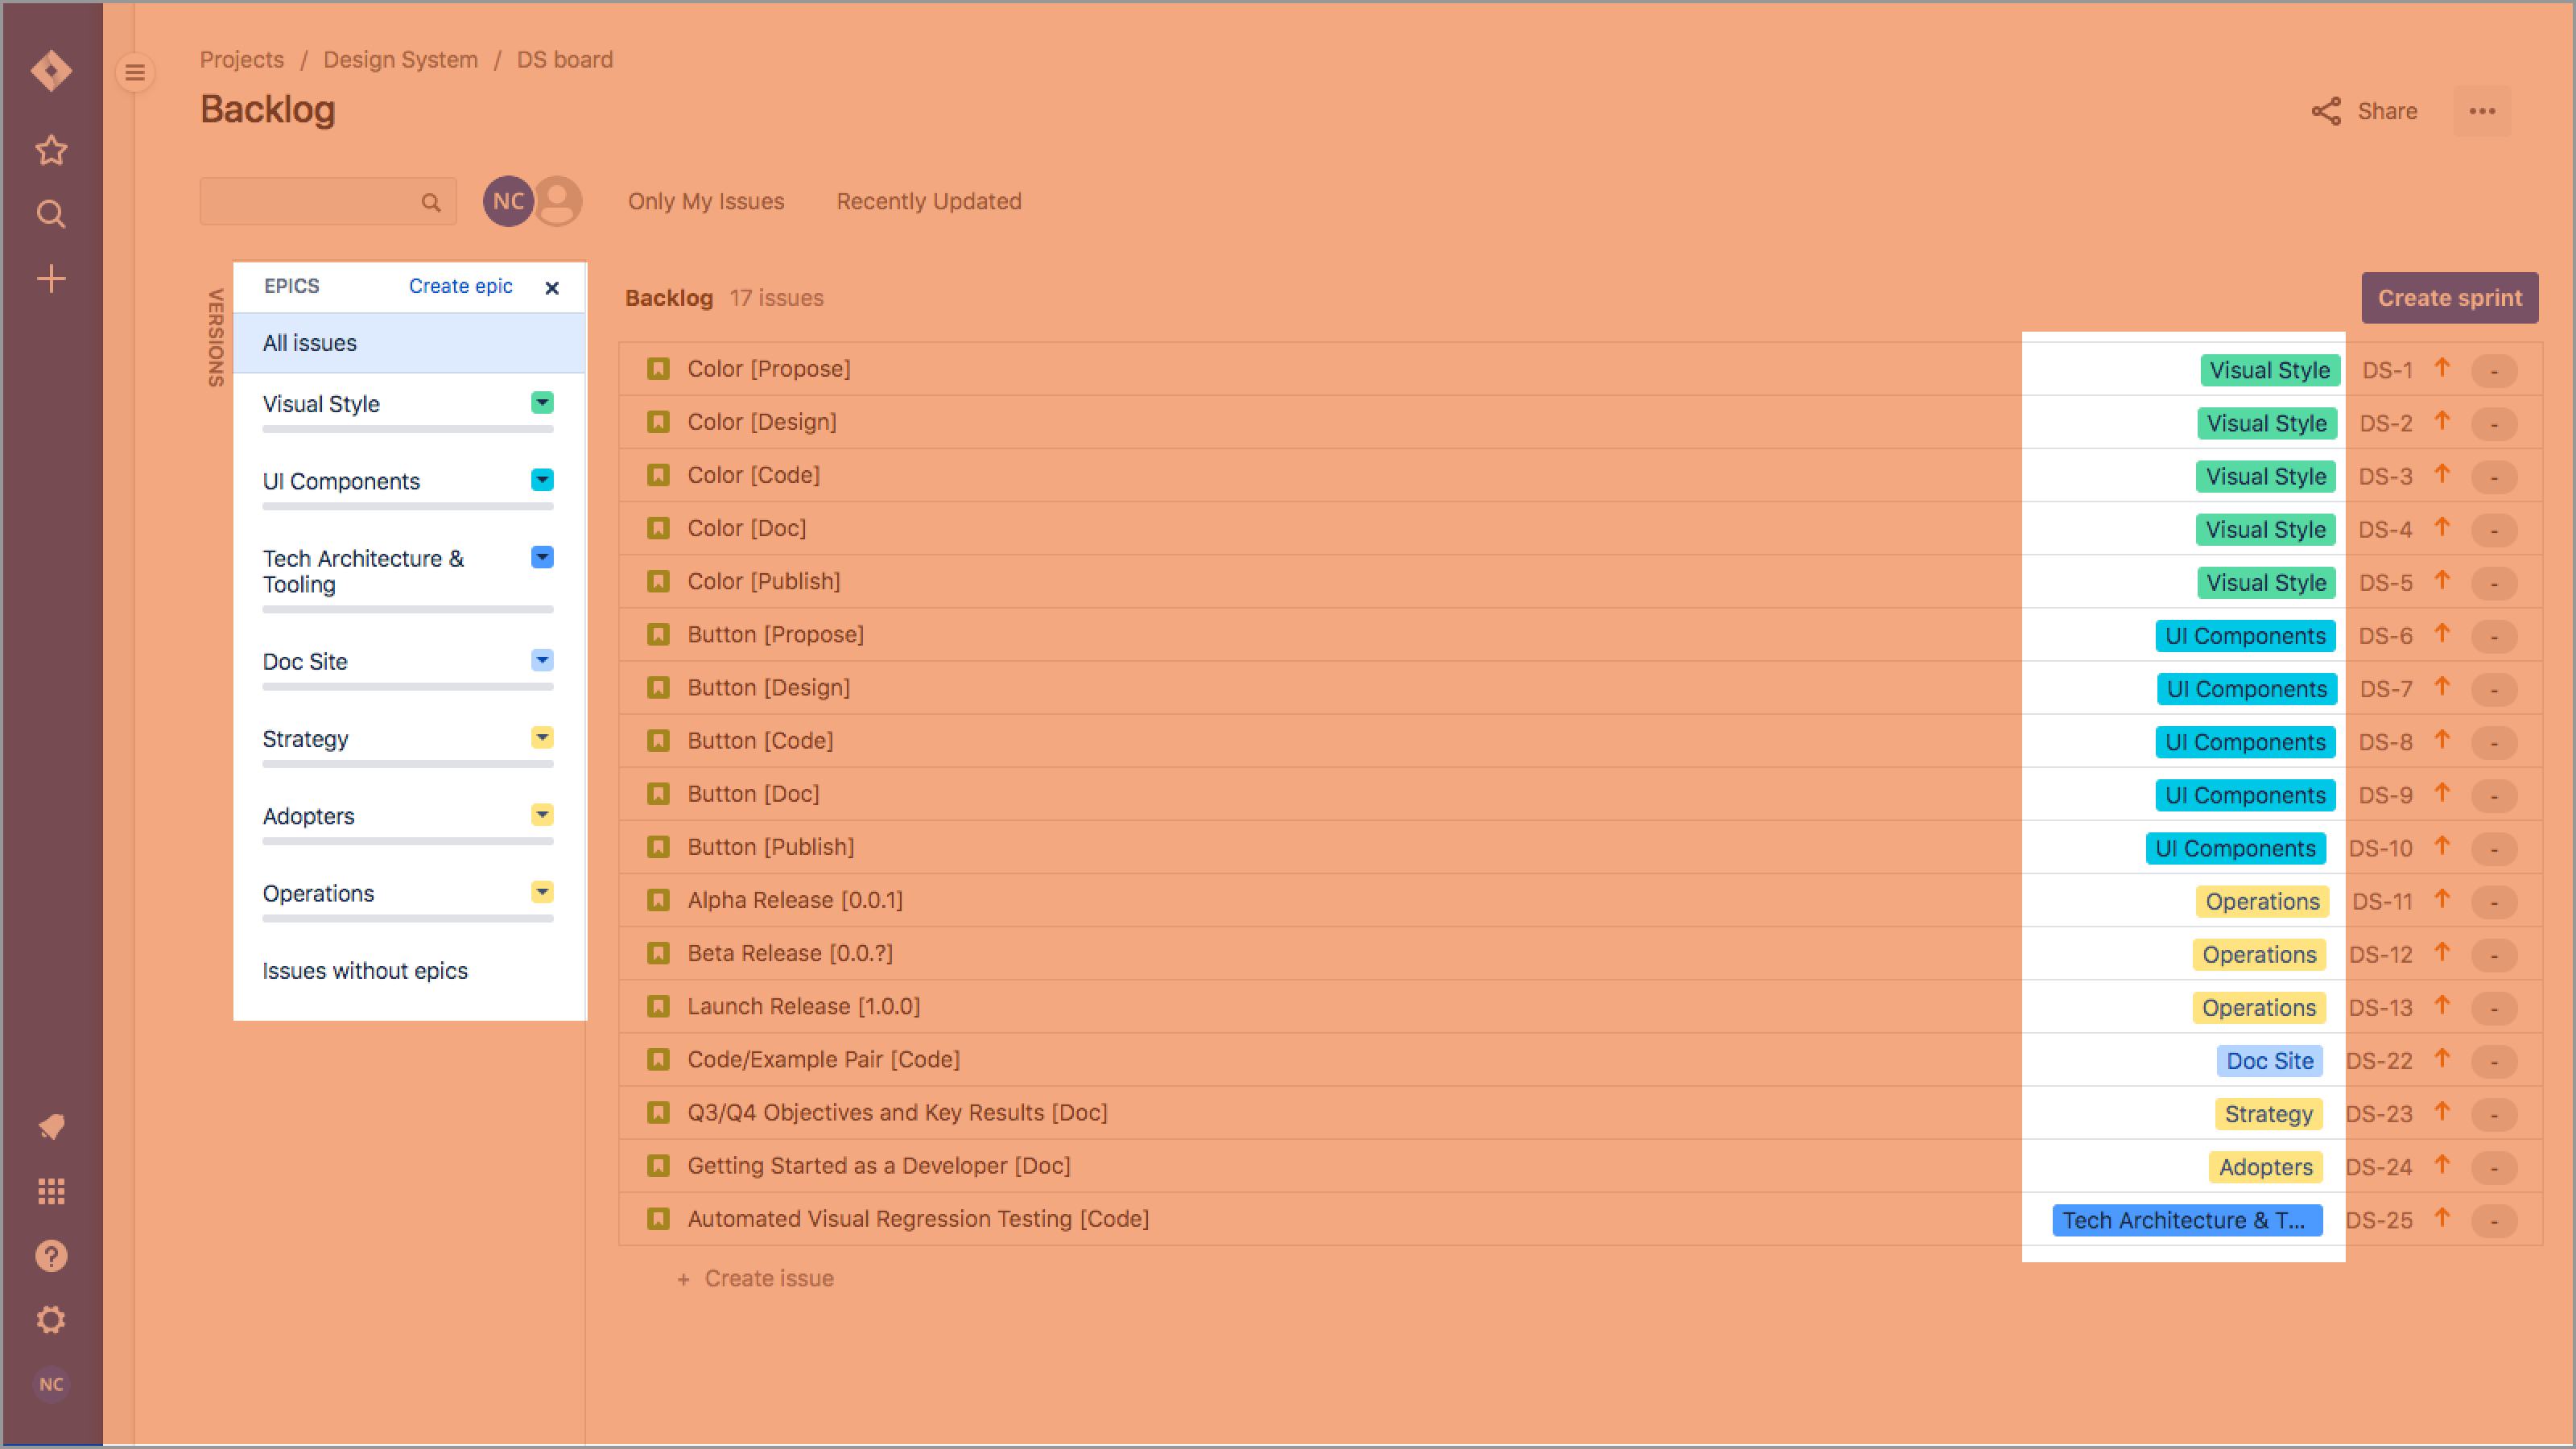 Projects / Design System / DS board
Backlog
Share
NC
Only My Issues
Recently Updated
VERSIONS
EPICS
Create epic
All issues
Visual Style
UI Components
Tech Architecture &
Tooling
Doc Site
Strategy
Adopters
Operations
Issues without epics
Backlog 17 issues
Create sprint
Color [Propose] Visual Style DS-1 -
Color [Design] Visual Style DS-2 -
Color [Code] Visual Style DS-3 -
Color [Doc] Visual Style DS-4 -
Color [Publish] Visual Style DS-5 -
Button [Propose] UI Components DS-6 -
Button [Design] UI Components DS-7 -
Button [Code] UI Components DS-8 -
Button [Doc] UI Components DS-9 -
Button [Publish] UI Components DS-10 -
Alpha Release [0.0.1] Operations DS-11 -
Beta Release [0.0.?] Operations DS-12 -
Launch Release [1.0.0] Operations DS-13 -
Code/Example Pair [Code] Doc Site DS-22 -
Q3/Q4 Objectives and Key Results [Doc] Strategy DS-23 -
Getting Started as a Developer [Doc] Adopters DS-24 -
Automated Visual Regression Testing [Code] Tech Architecture & T... DS-25 -
+ Create issue
NC